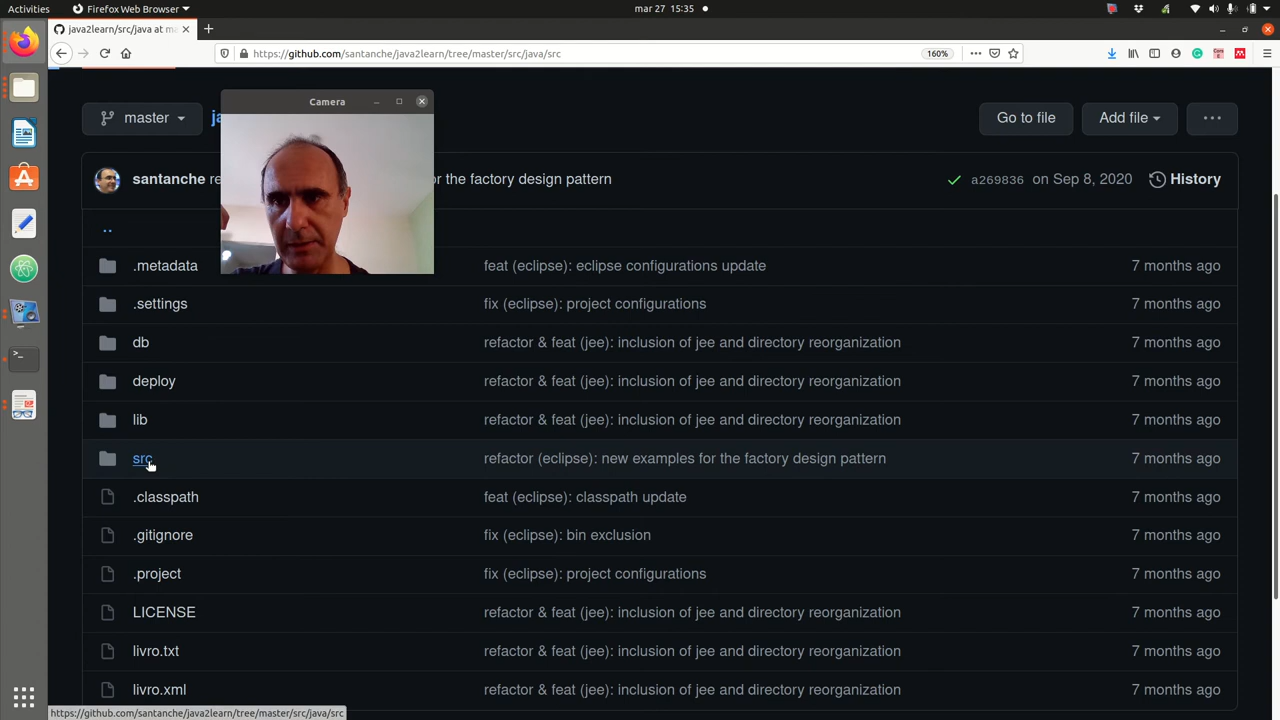 Activities
Firefox Web Browser
mar 27 15:35
java2learn/src/java at ma
https://github.com/santanche/java2learn/tree/master/src/java/src
160%
master
Go to file
Add file
Camera
santanche
or the factory design pattern
a269836 on Sep 8, 2020
History
..
.metadata
feat (eclipse): eclipse configurations update
7 months ago
.settings
fix (eclipse): project configurations
7 months ago
db
refactor & feat (jee): inclusion of jee and directory reorganization
7 months ago
deploy
refactor & feat (jee): inclusion of jee and directory reorganization
7 months ago
lib
refactor & feat (jee): inclusion of jee and directory reorganization
7 months ago
src
refactor (eclipse): new examples for the factory design pattern
7 months ago
.classpath
feat (eclipse): classpath update
7 months ago
.gitignore
fix (eclipse): bin exclusion
7 months ago
.project
fix (eclipse): project configurations
7 months ago
LICENSE
refactor & feat (jee): inclusion of jee and directory reorganization
7 months ago
livro.txt
refactor & feat (jee): inclusion of jee and directory reorganization
7 months ago
livro.xml
refactor & feat (jee): inclusion of jee and directory reorganization
7 months ago
https://github.com/santanche/java2learn/tree/master/src/java/src